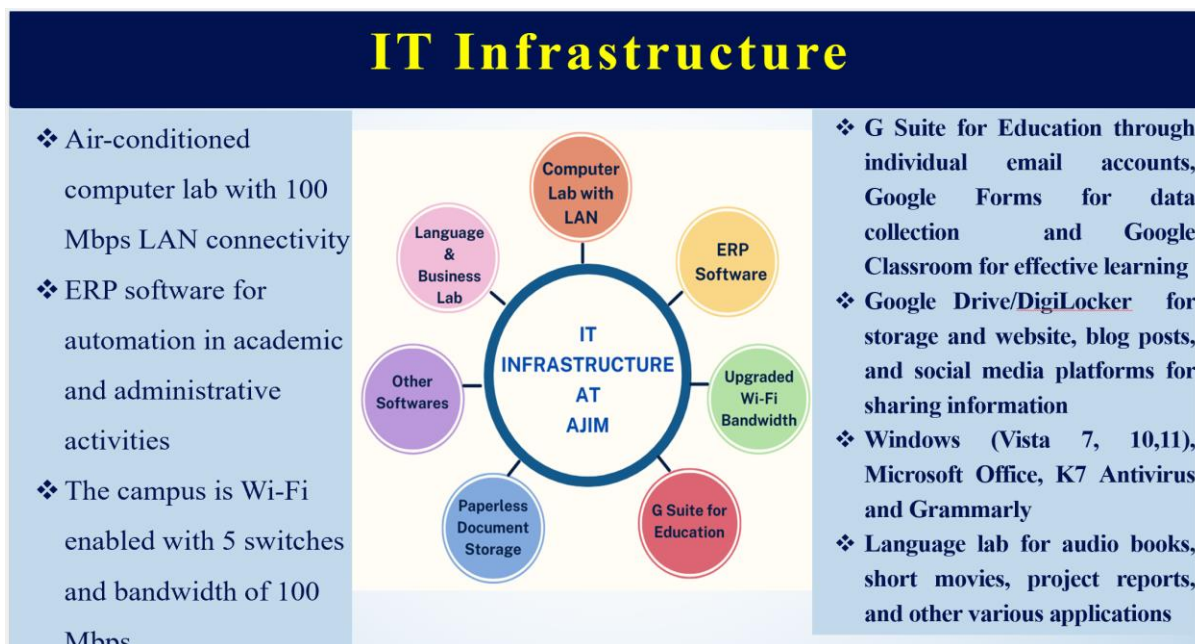 IT Infrastructure
❖ Air-conditioned
computer lab with 100
Mbps LAN connectivity
❖ ERP software for
automation in academic
and administrative
activities
❖ The campus is Wi-Fi
enabled with 5 switches
and bandwidth of 100
Mbps
Computer
Lab with
LAN
Language
&
Business
Lab
ERP
Software
IT
INFRASTRUCTURE
AT
AJIM
Other
Softwares
Upgraded
Wi-Fi
Bandwidth
Paperless
Document
Storage
G Suite for
Education
❖ G Suite for Education through
individual email accounts,
Google Forms for data
collection and Google
Classroom for effective learning
❖ Google Drive/DigiLocker for
storage and website, blog posts,
and social media platforms for
sharing information
❖ Windows (Vista 7, 10,11),
Microsoft Office, K7 Antivirus
and Grammarly
❖ Language lab for audio books,
short movies, project reports,
and other various applications